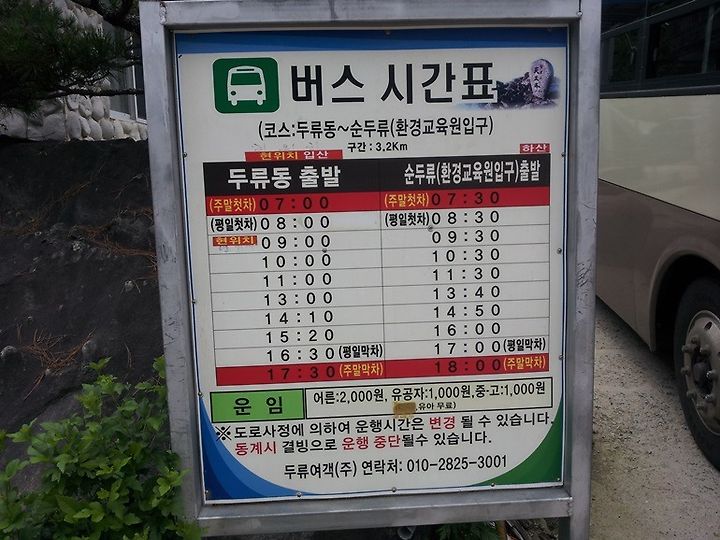 버스 시간표
(코스:두류동~순두류(환경교육원입구)
구간 : 3.2Km
현위치 입산
하산
두류동 출발 순두류(환경교육원입구)출발
(주말첫차) 07:00 (주말첫차) 07:30
(평일첫차) 08:00 (평일첫차) 08:30
현위치 09:00 09:30
10:00 10:30
11:00 11:30
13:00 13:40
14:10 14:50
15:20 16:00
16:30 (평일막차) 17:00 (평일막차)
17:30 (주말막차) 18:00 (주말막차)
운 임 어른:2,000원, 유공자:1,000원,중·고:1,000원
,유아 무료)
※ 도로사정에 의하여 운행시간은 변경 될 수 있습니다.
동계시 결빙으로 운행 중단될수 있습니다.
두류여객(주) 연락처: 010-2825-3001